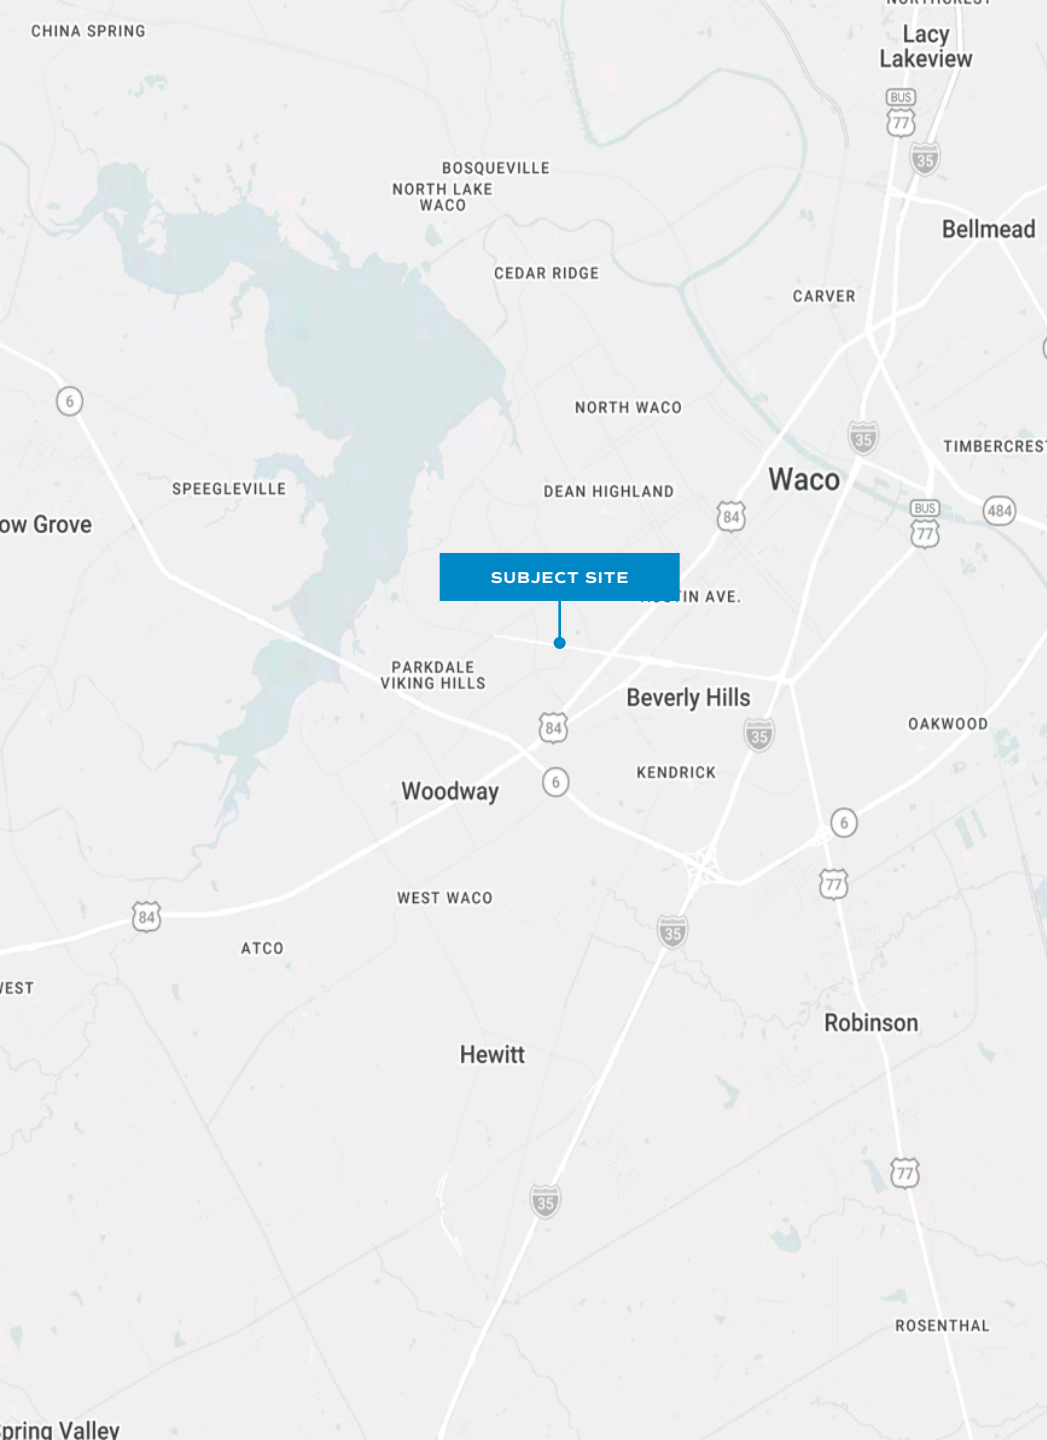 NORTHCREST
CHINA SPRING
Lacy
Lakeview
BUS
77
35
BOSQUEVILLE
NORTH LAKE
WACO
Bellmead
CEDAR RIDGE
CARVER
6
NORTH WACO
35
TIMBERCREST
Waco
SPEEGLEVILLE
DEAN HIGHLAND
84
BUS
77
484
ow Grove
SUBJECT SITE
TIN AVE.
PARKDALE
VIKING HILLS
Beverly Hills
84
35
OAKWOOD
KENDRICK
Woodway
6
6
77
WEST WACO
84
35
ATCO
WEST
Robinson
Hewitt
77
35
ROSENTHAL
pring Valley